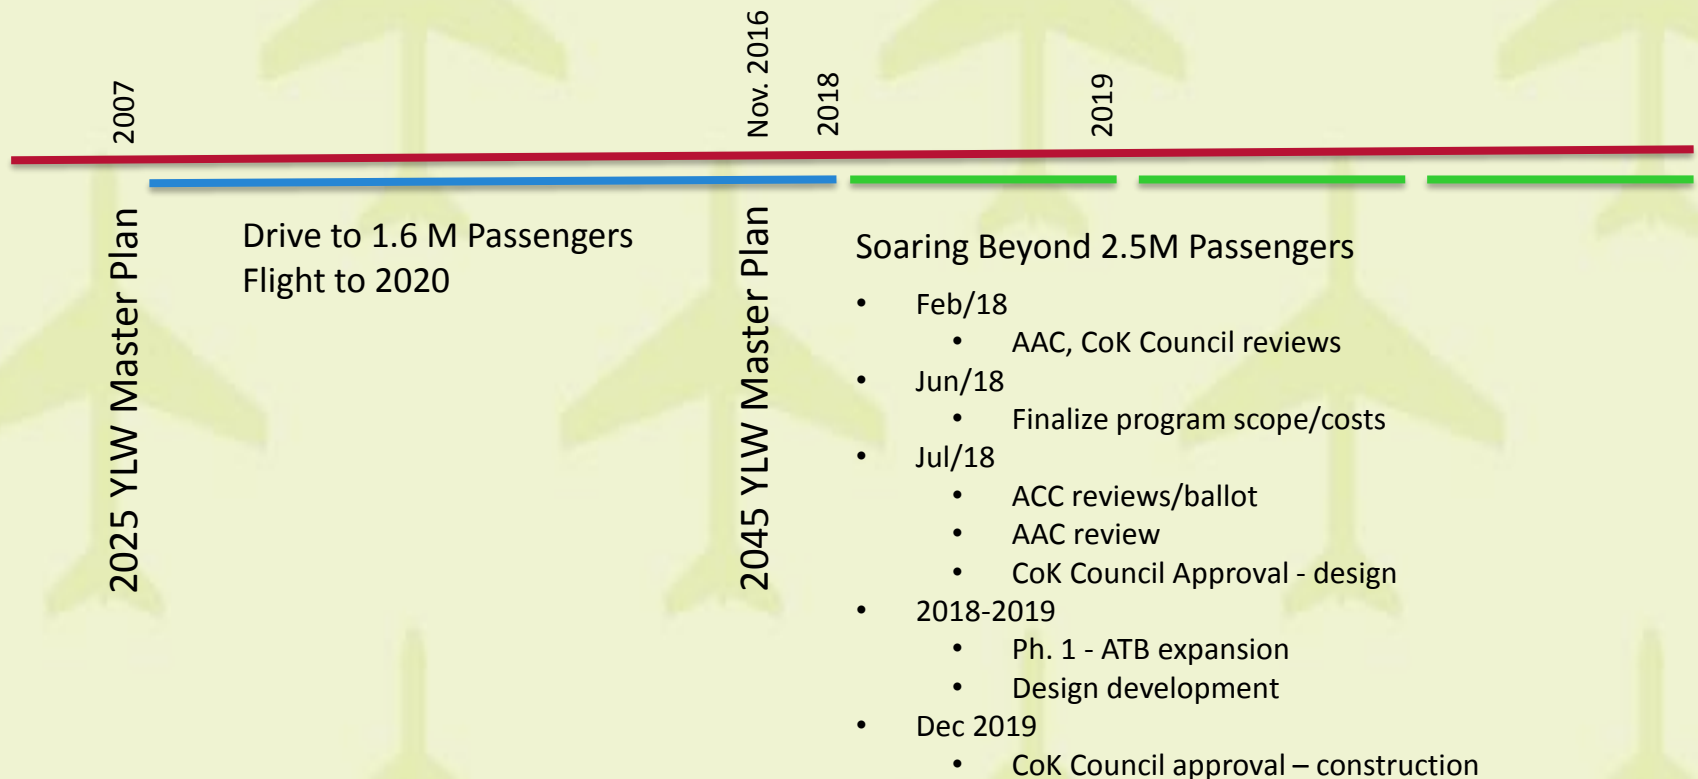 2007
Nov. 2016
2018
2019
2025 YLW Master Plan
Drive to 1.6 M Passengers
Flight to 2020
2045 YLW Master Plan
Soaring Beyond 2.5M Passengers
• Feb/18
• AAC, CoK Council reviews
• Jun/18
• Finalize program scope/costs
• Jul/18
• ACC reviews/ballot
• AAC review
• CoK Council Approval - design
• 2018-2019
• Ph. 1 - ATB expansion
• Design development
• Dec 2019
• CoK Council approval – construction